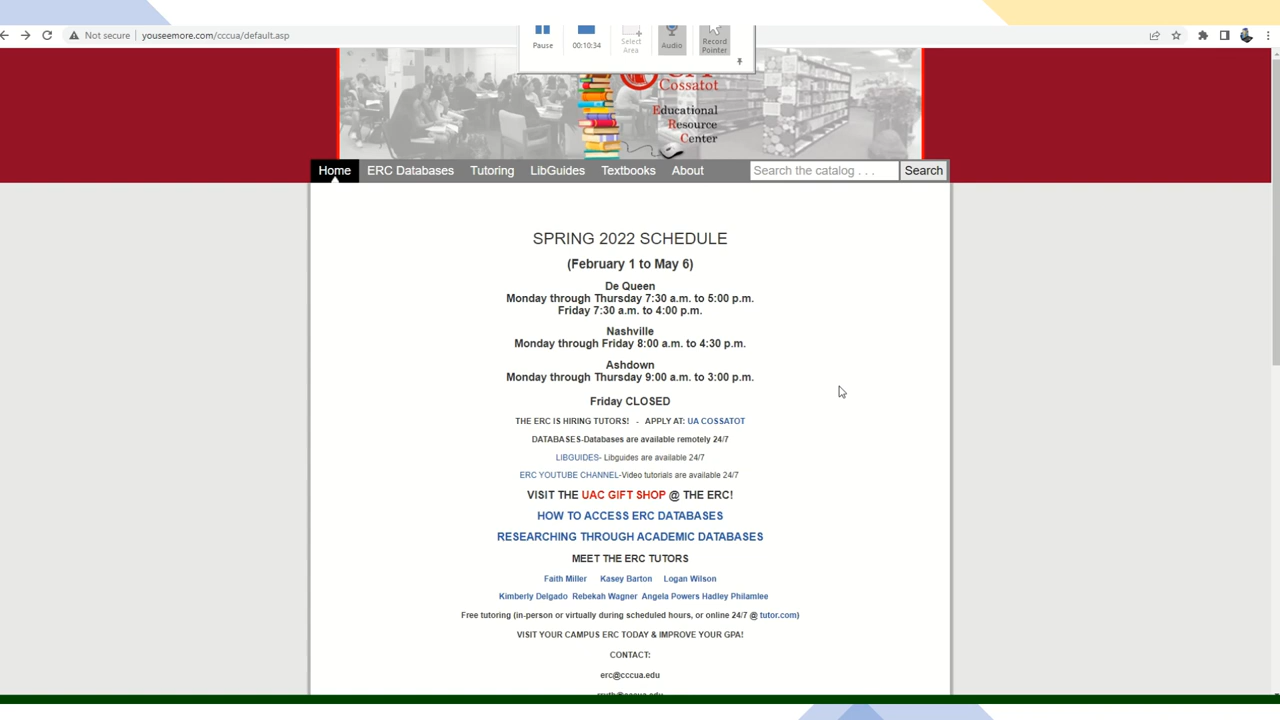 Not secure youseemore.com/cccua/default.asp
Pause
00:10:34
Select Area
Audio
Record Pointer
Cossatot
Educational
Resource
Center
Home ERC Databases Tutoring LibGuides Textbooks About Search the catalog . . . Search
SPRING 2022 SCHEDULE
(February 1 to May 6)
De Queen
Monday through Thursday 7:30 a.m. to 5:00 p.m.
Friday 7:30 a.m. to 4:00 p.m.
Nashville
Monday through Friday 8:00 a.m. to 4:30 p.m.
Ashdown
Monday through Thursday 9:00 a.m. to 3:00 p.m.
Friday CLOSED
THE ERC IS HIRING TUTORS! - APPLY AT: UA COSSATOT
DATABASES-Databases are available remotely 24/7
LIBGUIDES- Libguides are available 24/7
ERC YOUTUBE CHANNEL-Video tutorials are available 24/7
VISIT THE UAC GIFT SHOP @ THE ERC!
HOW TO ACCESS ERC DATABASES
RESEARCHING THROUGH ACADEMIC DATABASES
MEET THE ERC TUTORS
Faith Miller Kasey Barton Logan Wilson
Kimberly Delgado Rebekah Wagner Angela Powers Hadley Philamlee
Free tutoring (in-person or virtually during scheduled hours, or online 24/7 @ tutor.com)
VISIT YOUR CAMPUS ERC TODAY & IMPROVE YOUR GPA!
CONTACT:
erc@cccua.edu